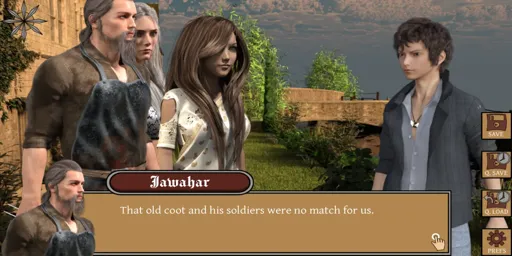 Jawahar
That old coot and his soldiers were no match for us.
SAVE
Q.SAVE
Q.LOAD
PREFS